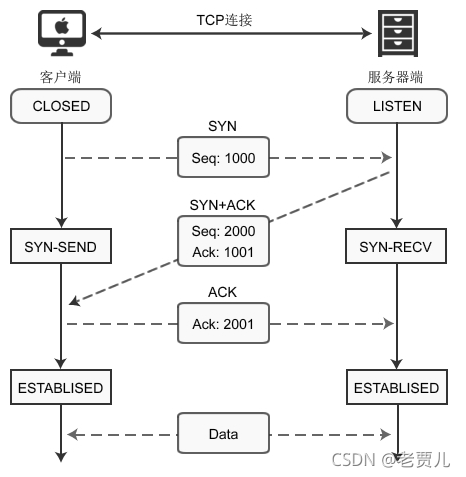 TCP连接
客户端
服务器端
CLOSED
LISTEN
SYN
Seq: 1000
SYN+ACK
Seq: 2000
Ack: 1001
SYN-SEND
SYN-RECV
ACK
Ack: 2001
ESTABLISED
ESTABLISED
Data
CSDN @老贾儿